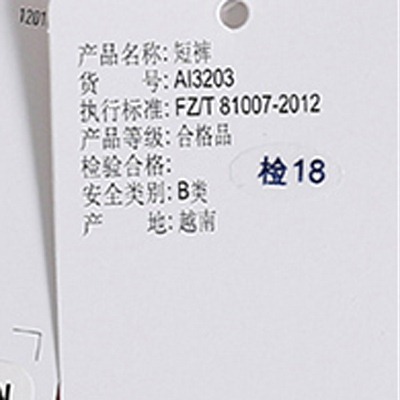 1201
产品名称: 短裤
货 号: AI3203
执行标准: FZ/T 81007-2012
产品等级: 合格品
检验合格: 检18
安全类别: B类
产 地: 越南
N